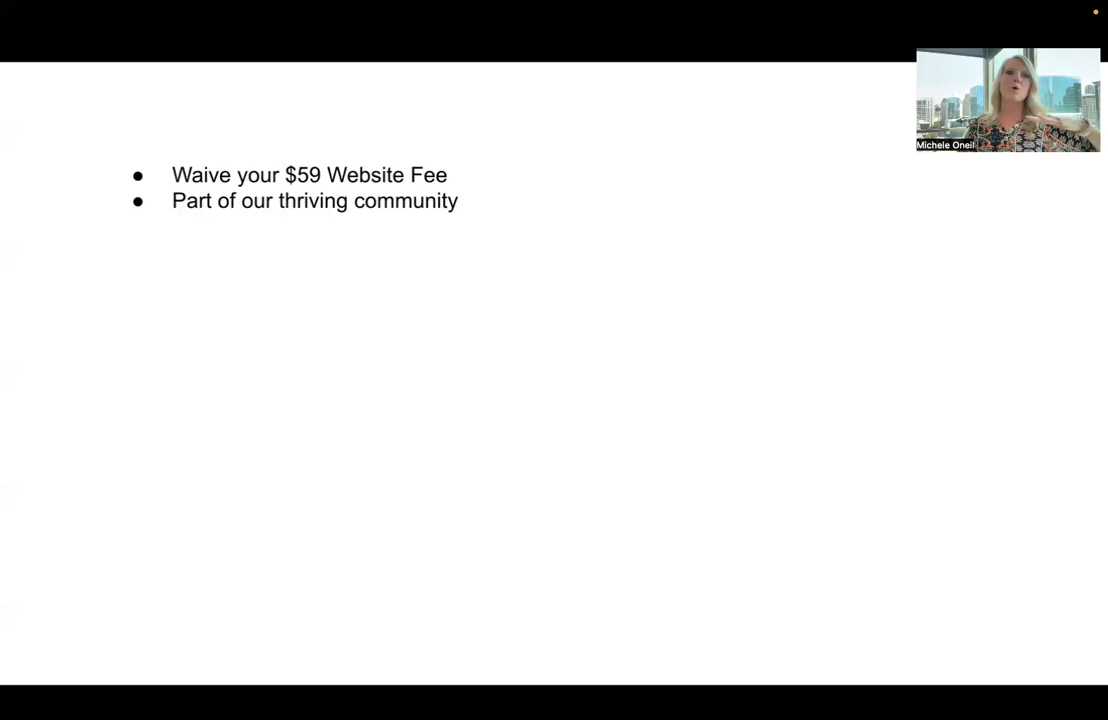 Michele Oneil
● Waive your $59 Website Fee
● Part of our thriving community